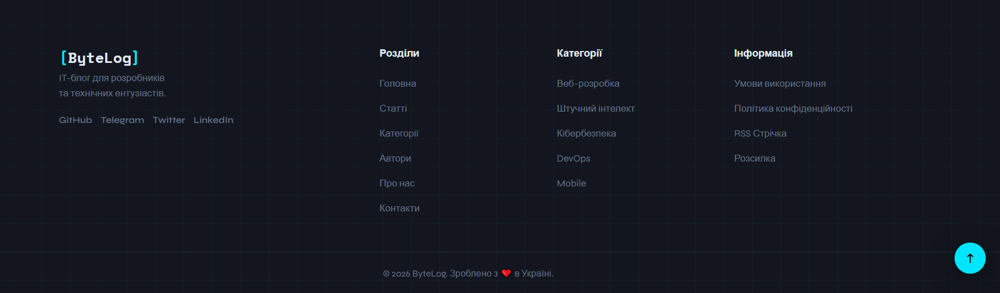 [ByteLog]
IT-блог для розробників
та технічних ентузіастів.
GitHub Telegram Twitter LinkedIn
Розділи
Головна
Статті
Категорії
Автори
Про нас
Контакти
Категорії
Веб-розробка
Штучний інтелект
Кібербезпека
DevOps
Mobile
Інформація
Умови використання
Політика конфіденційності
RSS Стрічка
Розсилка
© 2026 ByteLog. Зроблено з ❤️ в Україні.